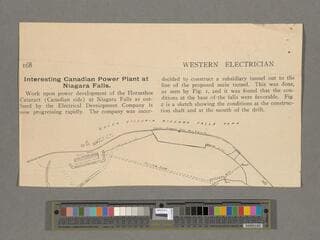 168
WESTERN ELECTRICIAN
Interesting Canadian Power Plant at
Niagara Falls.
Work upon power development of the Horseshoe
Cataract (Canadian side) at Niagara Falls as out-
lined by the Electrical Development Company is
now progressing rapidly. The company was
decided to construct a subsidiary tunnel out to the
line of the proposed main tunnel. This was done,
as seen by Fig. 1, and it was found that the con-
ditions at the base of the falls were favorable. Fig
2 is a sketch showing the conditions at the construc-
tion shaft and at the mouth of the drift.
QUEEN VICTORIA NIAGARA FALLS PARK